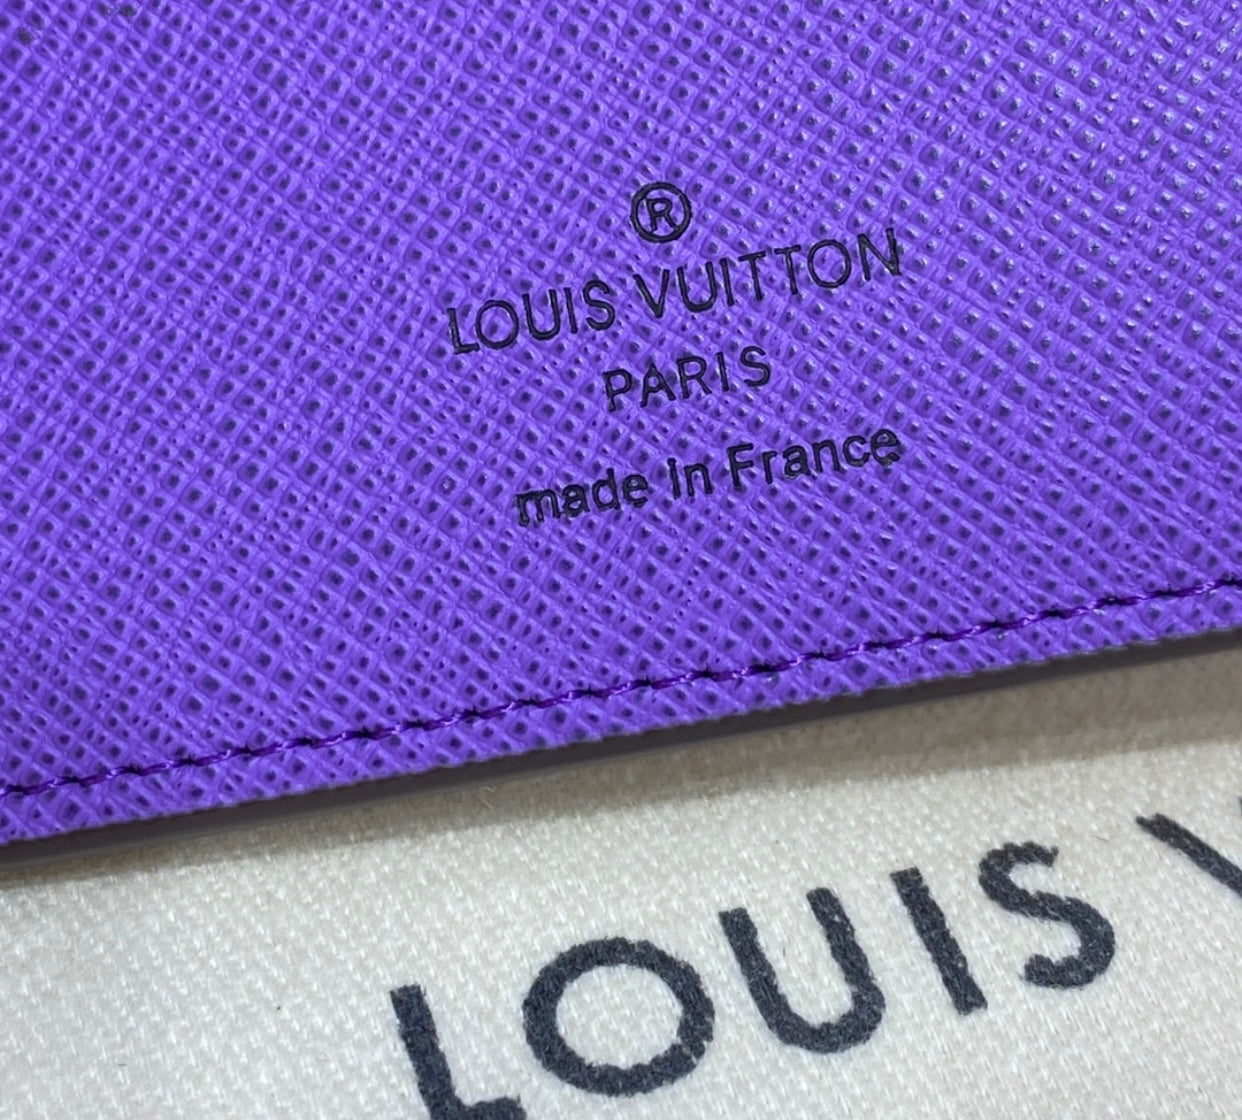 ®
LOUIS VUITTON
PARIS
made in France
LOUIS V